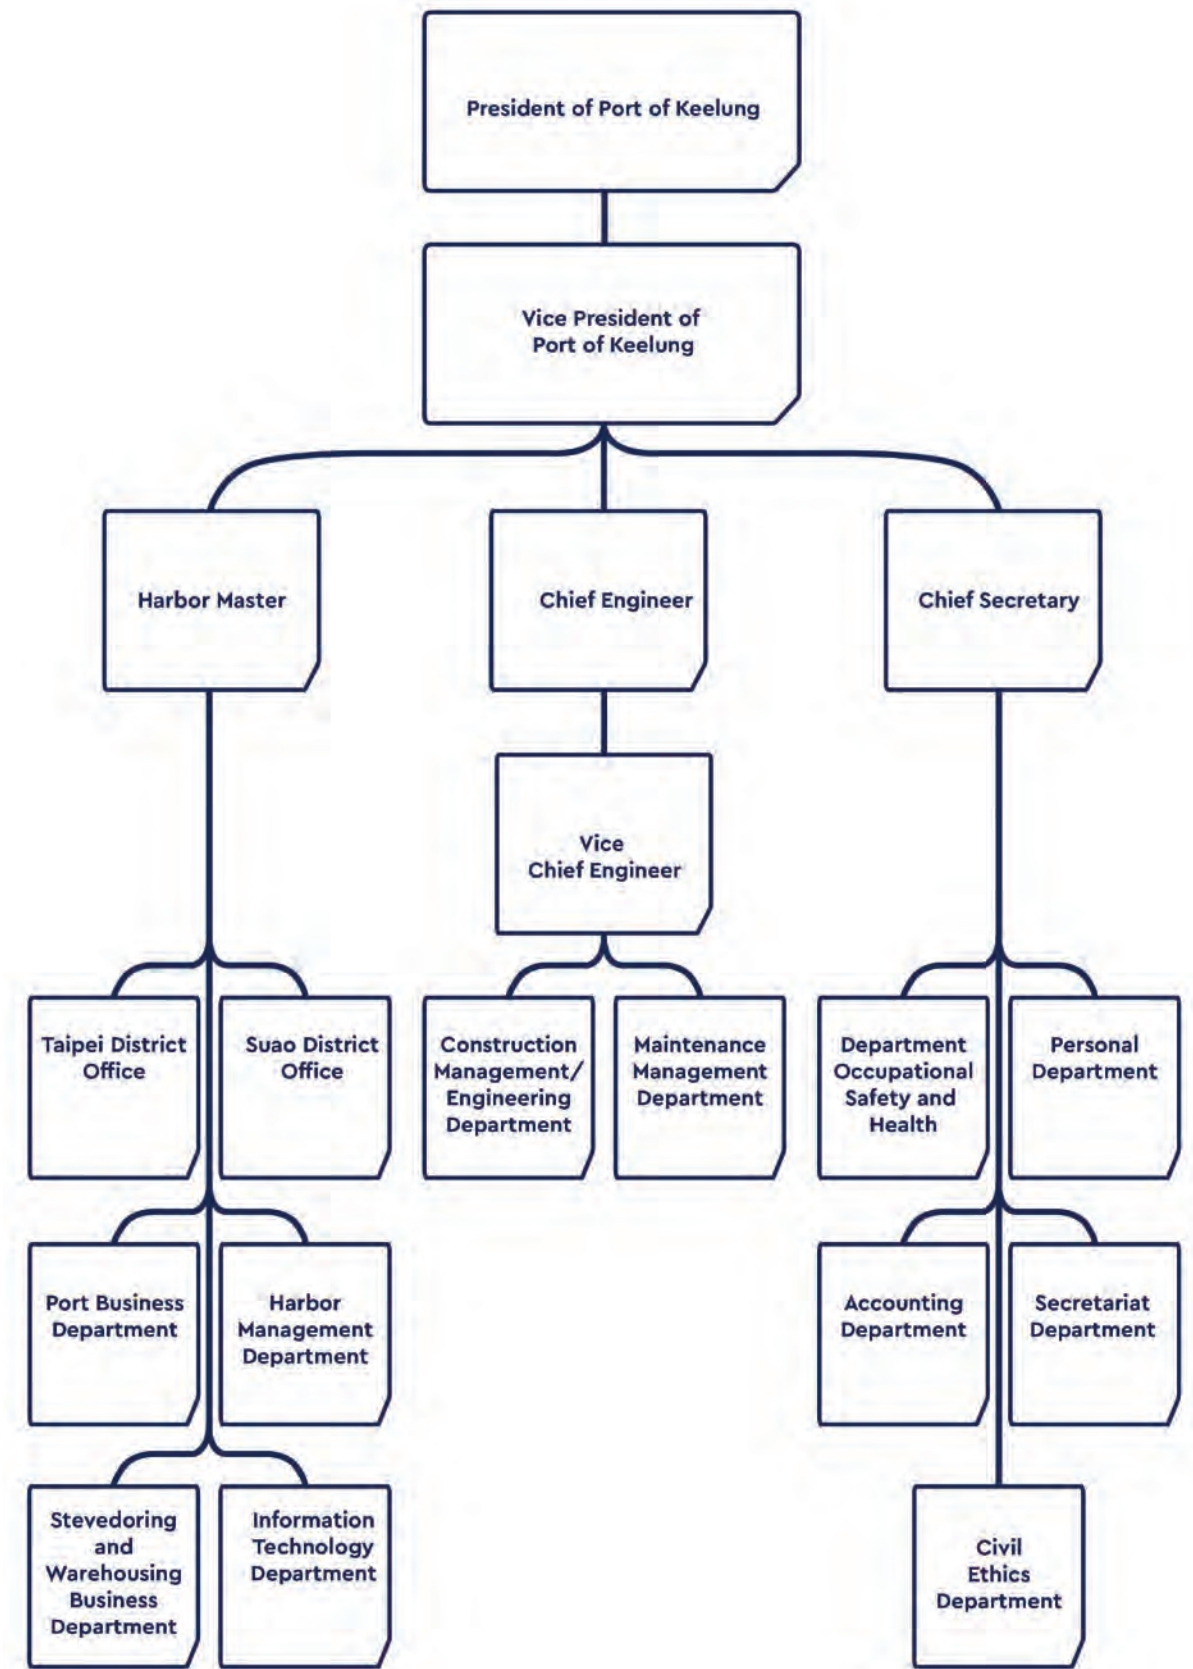 President of Port of Keelung
Vice President of
Port of Keelung
Harbor Master
Chief Engineer
Chief Secretary
Vice
Chief Engineer
Taipei District
Office
Suao District
Office
Construction
Management/
Engineering
Department
Maintenance
Management
Department
Department
Occupational
Safety and
Health
Personal
Department
Port Business
Department
Harbor
Management
Department
Accounting
Department
Secretariat
Department
Stevedoring
and
Warehousing
Business
Department
Information
Technology
Department
Civil
Ethics
Department